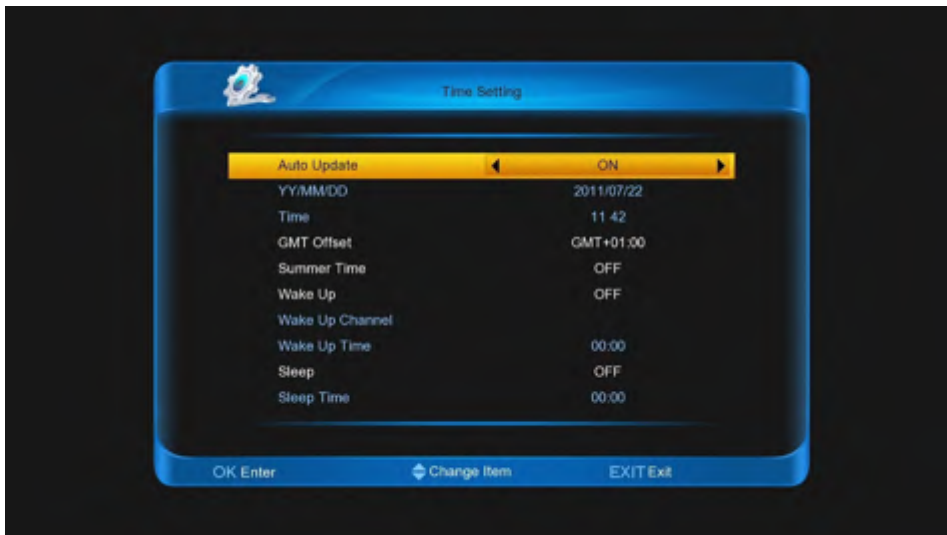 Time Setting
Auto Update ON
YY/MM/DD 2011/07/22
Time 11 42
GMT Offset GMT+01:00
Summer Time OFF
Wake Up OFF
Wake Up Channel
Wake Up Time 00:00
Sleep OFF
Sleep Time 00:00
OK Enter Change Item EXIT Exit